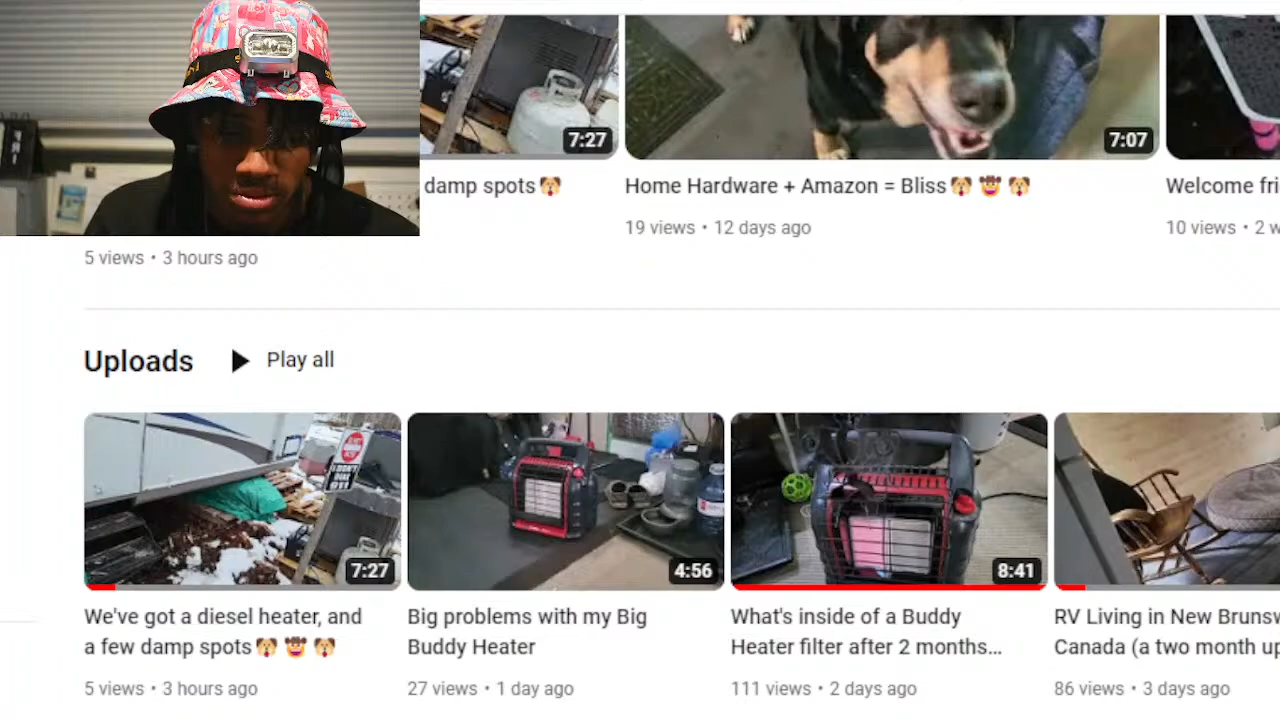 7:27
7:07
damp spots🐶
Home Hardware + Amazon = Bliss🐶 🤠 🐶
Welcome fri
19 views • 12 days ago
10 views • 2 w
5 views • 3 hours ago
Uploads
Play all
7:27
4:56
8:41
We've got a diesel heater, and
a few damp spots🐶 🤠 🐶
5 views • 3 hours ago
Big problems with my Big
Buddy Heater
27 views • 1 day ago
What's inside of a Buddy
Heater filter after 2 months...
111 views • 2 days ago
RV Living in New Brunsw
Canada (a two month up
86 views • 3 days ago